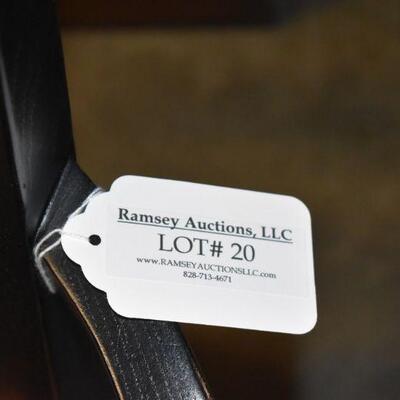 Ramsey Auctions, LLC
LOT# 20
www.RAMSEYAUCTIONSLLC.com
828-713-4671